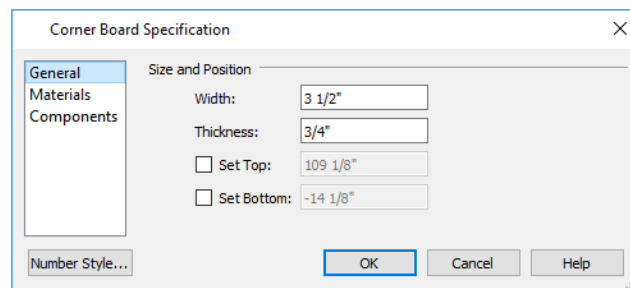 Corner Board Specification
General
Materials
Components
Size and Position
Width: 3 1/2"
Thickness: 3/4"
Set Top: 109 1/8"
Set Bottom: -14 1/8"
Number Style...
OK
Cancel
Help